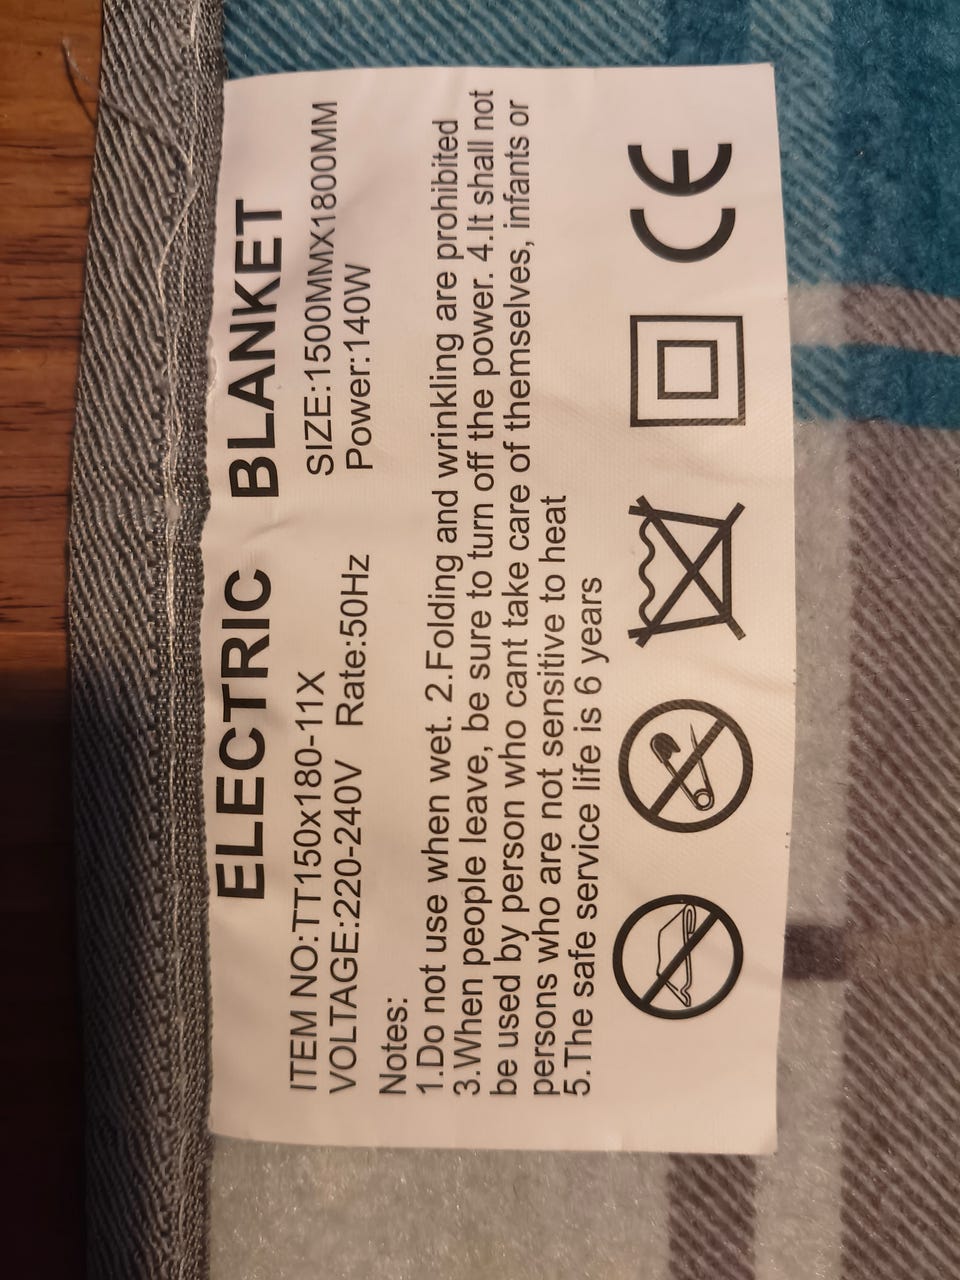 ELECTRIC BLANKET
ITEM NO:TT150x180-11X SIZE:1500MMX1800MM
VOLTAGE:220-240V Rate:50Hz Power:140W
Notes:
1.Do not use when wet. 2.Folding and wrinkling are prohibited
3.When people leave, be sure to turn off the power. 4.It shall not
be used by person who cant take care of themselves, infants or
persons who are not sensitive to heat
5.The safe service life is 6 years
CE